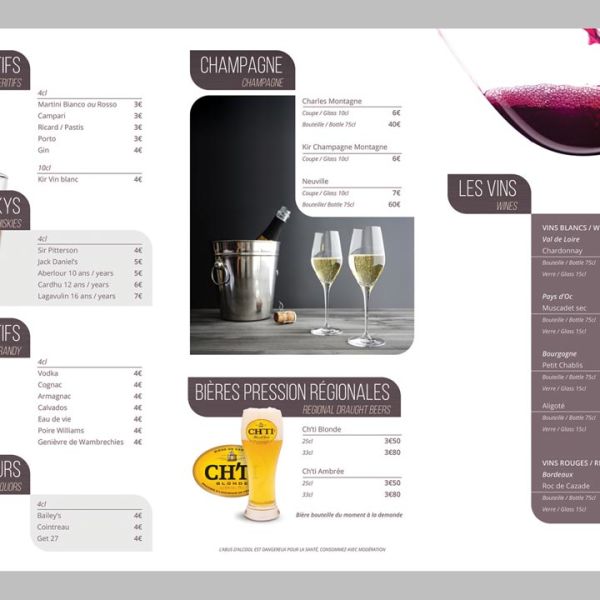 TIFS
ERITIFS
4cl
Martini Bianco ou Rosso 3€
Campari 3€
Ricard / Pastis 3€
Porto 3€
Gin 4€
10cl
Kir Vin blanc 4€
KYS
HISKIES
4cl
Sir Pitterson 4€
Jack Daniel's 5€
Aberlour 10 ans / years 5€
Cardhu 12 ans / years 6€
Lagavulin 16 ans / years 7€
TIFS
RANDY
4cl
Vodka 4€
Cognac 4€
Armagnac 4€
Calvados 4€
Eau de vie 4€
Poire Williams 4€
Genièvre de Wambrechies 4€
URS
IQUORS
4cl
Bailey's 4€
Cointreau 4€
Get 27 4€
CHAMPAGNE
CHAMPAGNE
Charles Montagne
Coupe / Glass 10cl 6€
Bouteille / Bottle 75cl 40€
Kir Champagne Montagne
Coupe / Glass 10cl 6€
Neuville
Coupe / Glass 10cl 7€
Bouteille/ Bottle 75cl 60€
BIÈRES PRESSION RÉGIONALES
REGIONAL DRAUGHT BEERS
CH'TI
BLONDE
CH'TI
Ch'ti Blonde
25cl 3€50
33cl 3€80
Ch'ti Ambrée
25cl 3€50
33cl 3€80
Bière bouteille du moment à la demande
L'ABUS D'ALCOOL EST DANGEREUX POUR LA SANTÉ, CONSOMMEZ AVEC MODÉRATION
LES VINS
WINES
VINS BLANCS / W
Val de Loire
Chardonnay
Bouteille / Bottle 75cl
Verre / Glass 15cl
Pays d'Oc
Muscadet sec
Bouteille / Bottle 75cl
Verre / Glass 15cl
Bourgogne
Petit Chablis
Bouteille / Bottle 75cl
Verre / Glass 15cl
Aligoté
Bouteille / Bottle 75cl
Verre / Glass 15cl
VINS ROUGES / RE
Bordeaux
Roc de Cazade
Bouteille / Bottle 75cl
Verre / Glass 15cl